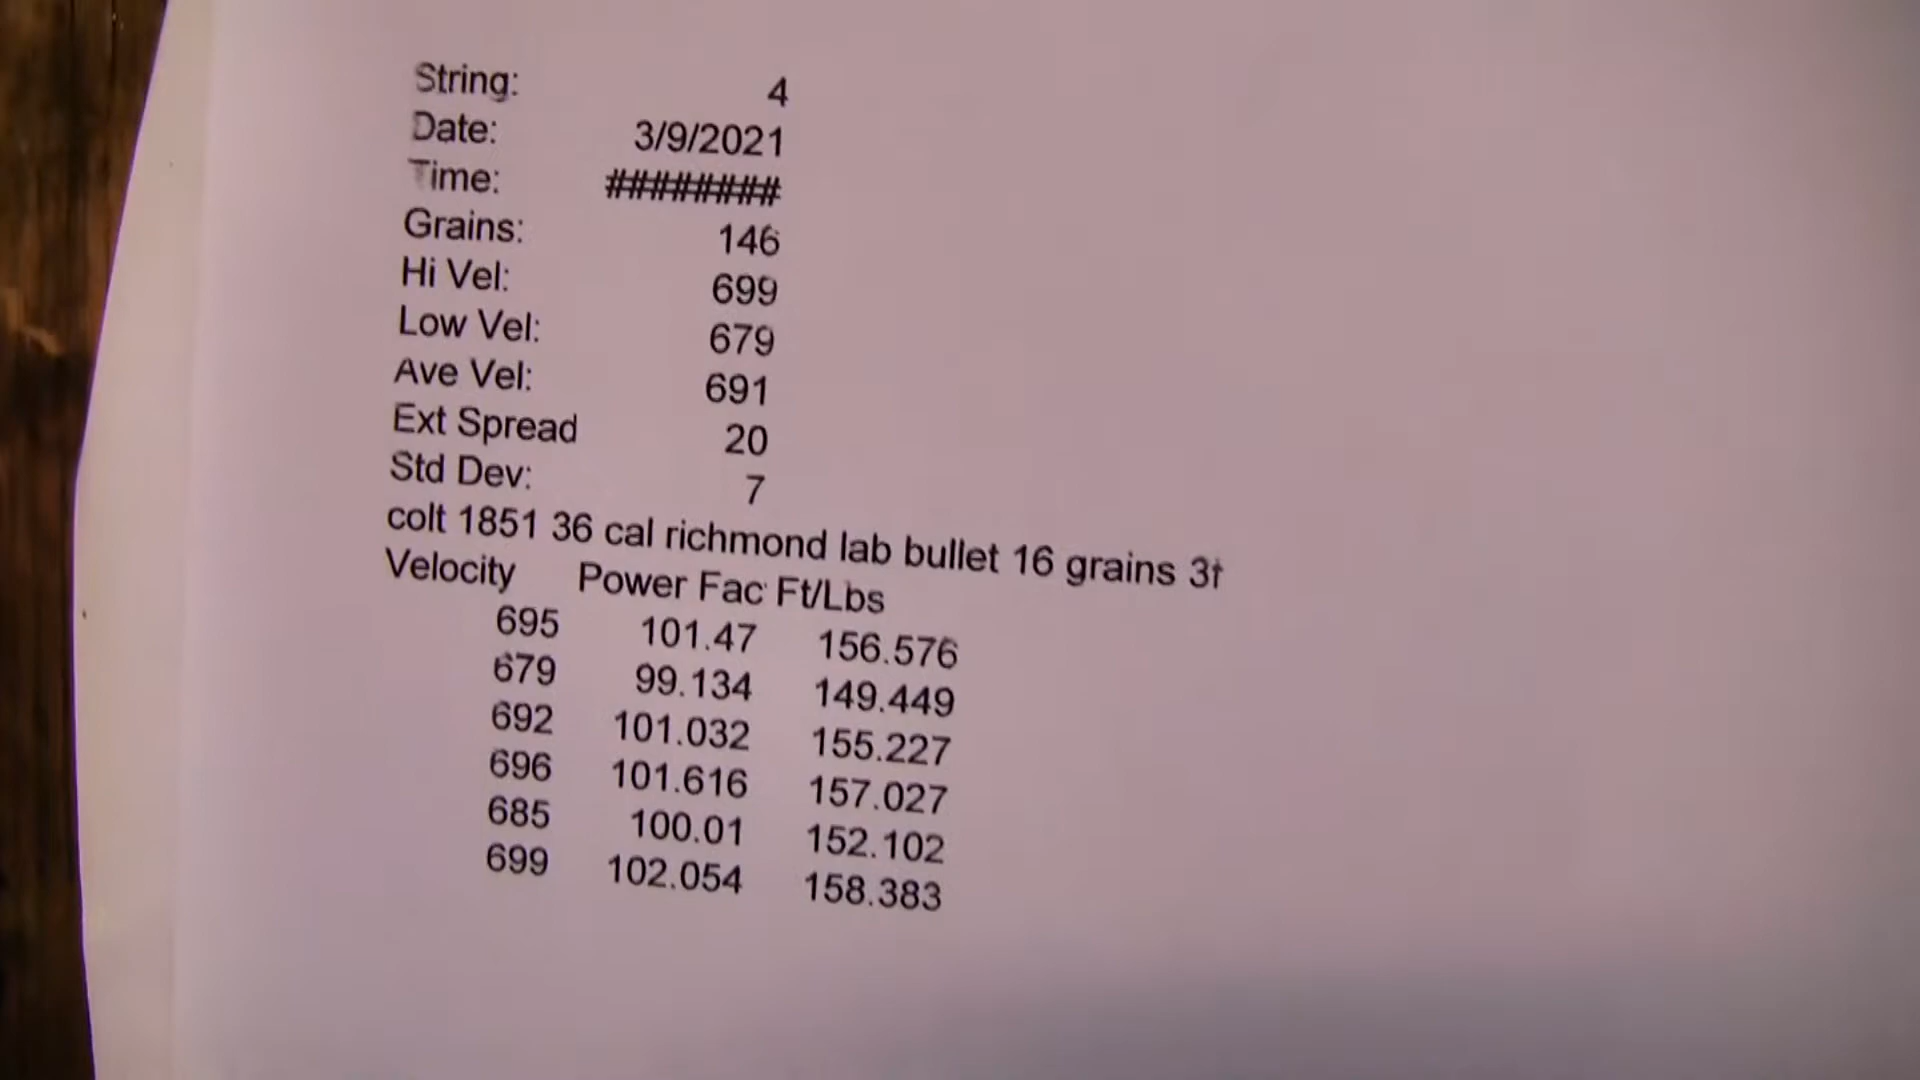 String: 4
Date: 3/9/2021
Time: ########
Grains: 146
Hi Vel: 699
Low Vel: 679
Ave Vel: 691
Ext Spread 20
Std Dev: 7
colt 1851 36 cal richmond lab bullet 16 grains 3f
Velocity Power Fac Ft/Lbs
695 101.47 156.576
679 99.134 149.449
692 101.032 155.227
696 101.616 157.027
685 100.01 152.102
699 102.054 158.383